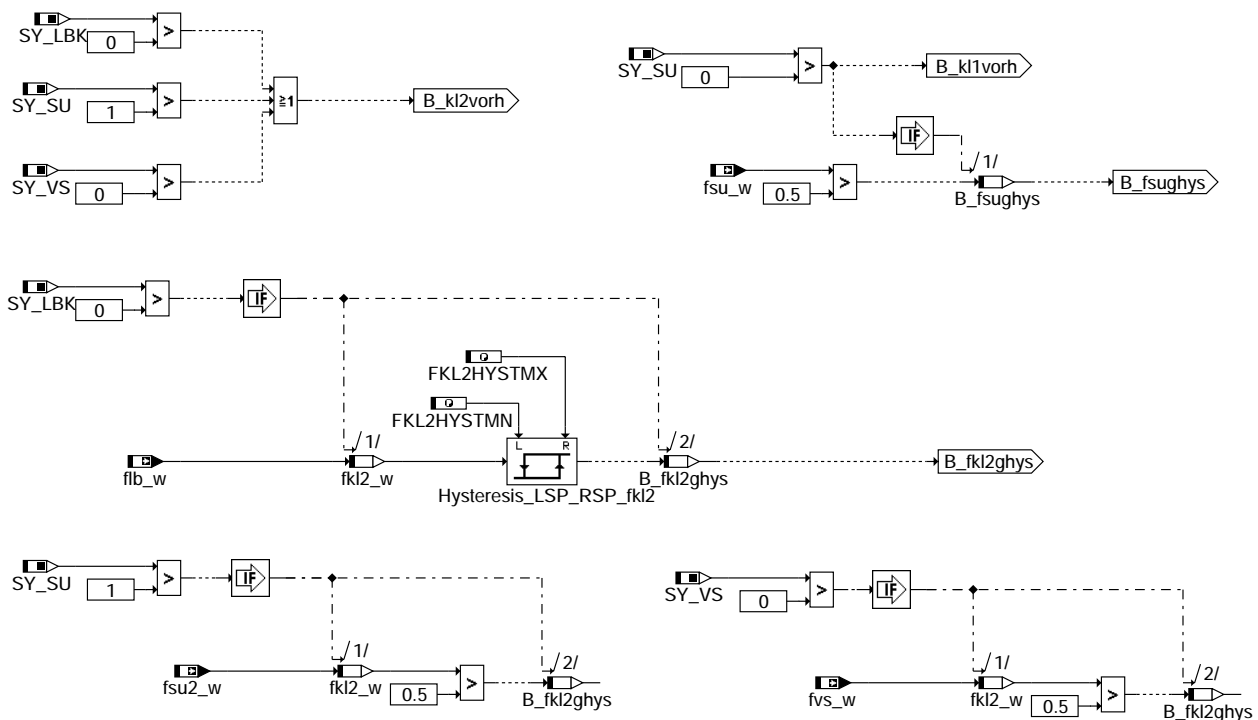 SY_LBK
0
>
SY_SU
1
>
≥1
B_kl2vorh
SY_VS
0
>
SY_SU
0
>
B_kl1vorh
IF
/1/
fsu_w
0.5
>
B_fsughys
B_fsughys
SY_LBK
0
>
IF
FKL2HYSTMX
FKL2HYSTMN
/1/
L R
/2/
flb_w
fkl2_w
Hysteresis_LSP_RSP_fkl2
B_fkl2ghys
B_fkl2ghys
SY_SU
1
>
IF
/1/
/2/
fsu2_w
fkl2_w
0.5
>
B_fkl2ghys
SY_VS
0
>
IF
/1/
/2/
fvs_w
fkl2_w
0.5
>
B_fkl2ghys